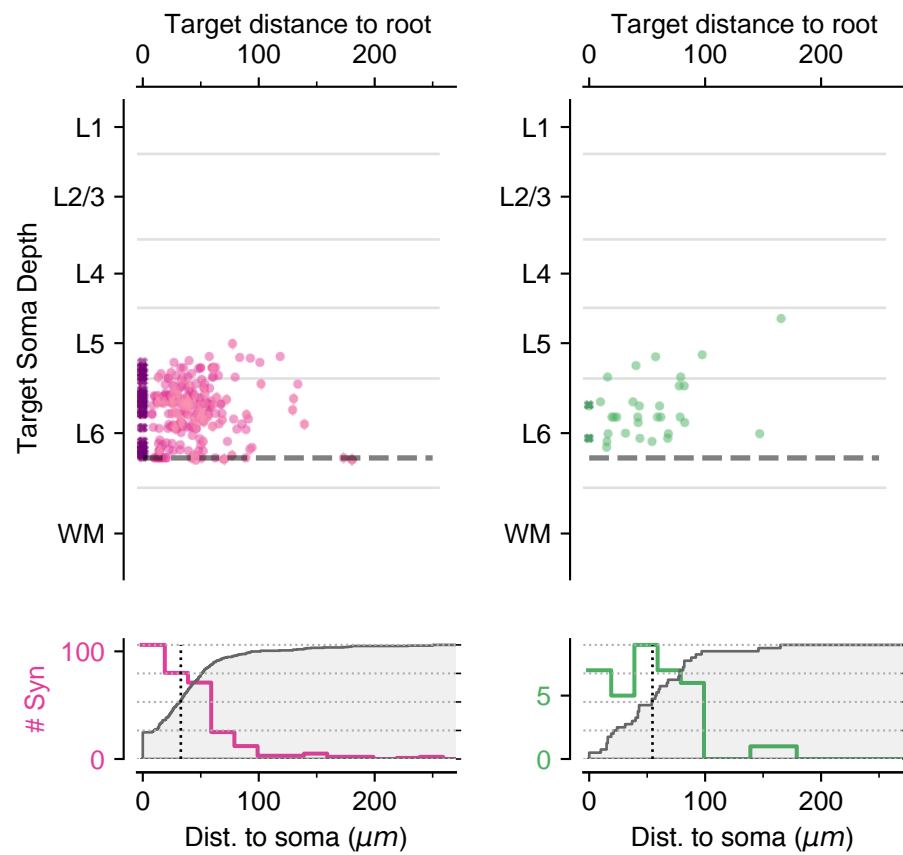 Target distance to root
0 100 200
Target distance to root
0 100 200
Target Soma Depth
L1
L2/3
L4
L5
L6
WM
L1
L2/3
L4
L5
L6
WM
# Syn
100
0
0 100 200
Dist. to soma (μm)
5
0
0 100 200
Dist. to soma (μm)